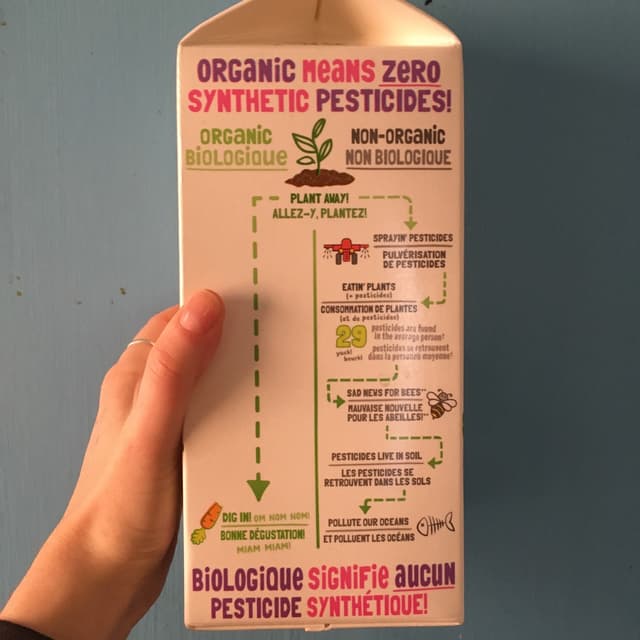 ORGANIC MEANS ZERO
SYNTHETIC PESTICIDES!
ORGANIC
BIOLOGIQUE
NON-ORGANIC
NON BIOLOGIQUE
PLANT AWAY!
ALLEZ-Y, PLANTEZ!
SPRAYIN' PESTICIDES
PULVÉRISATION
DE PESTICIDES
EATIN' PLANTS
(+ pesticides)
CONSOMMATION DE PLANTES
(et de pesticides)
29
yuck!
beurk!
pesticides are found
in the average person*
pesticides se retrouvent
dans la personne moyenne*
SAD NEWS FOR BEES**
MAUVAISE NOUVELLE
POUR LES ABEILLES!**
PESTICIDES LIVE IN SOIL
LES PESTICIDES SE
RETROUVENT DANS LES SOLS
DIG IN! OM NOM NOM!
BONNE DÉGUSTATION!
MIAM MIAM!
POLLUTE OUR OCEANS
ET POLLUENT LES OCÉANS
BIOLOGIQUE SIGNIFIE AUCUN
PESTICIDE SYNTHÉTIQUE!